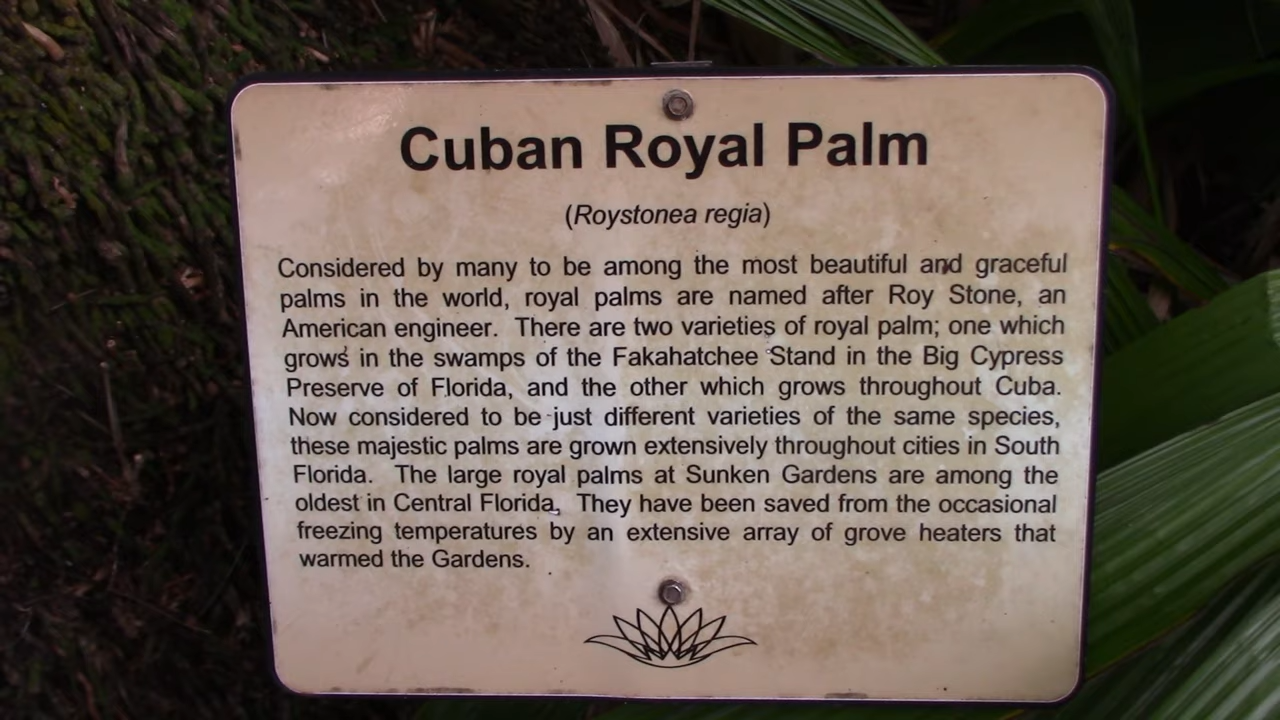 Cuban Royal Palm
(Roystonea regia)
Considered by many to be among the most beautiful and graceful
palms in the world, royal palms are named after Roy Stone, an
American engineer. There are two varieties of royal palm; one which
grows in the swamps of the Fakahatchee Stand in the Big Cypress
Preserve of Florida, and the other which grows throughout Cuba.
Now considered to be just different varieties of the same species,
these majestic palms are grown extensively throughout cities in South
Florida. The large royal palms at Sunken Gardens are among the
oldest in Central Florida. They have been saved from the occasional
freezing temperatures by an extensive array of grove heaters that
warmed the Gardens.